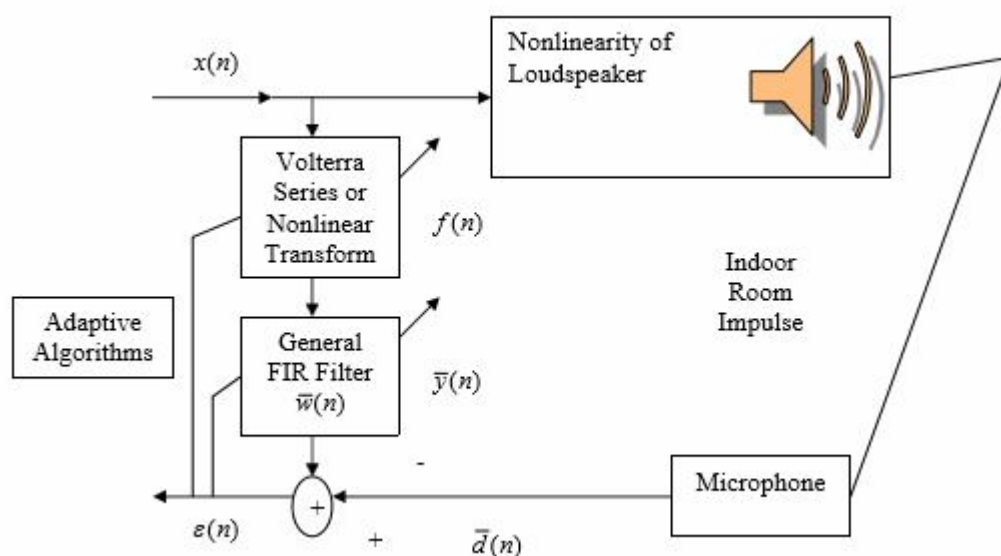 x(n)
Nonlinearity of
Loudspeaker
Volterra
Series or
Nonlinear
Transform
f(n)
Indoor
Room
Impulse
Adaptive
Algorithms
General
FIR Filter
w̅(n)
y̅(n)
-
Microphone
+
ε(n)
+
d̅(n)